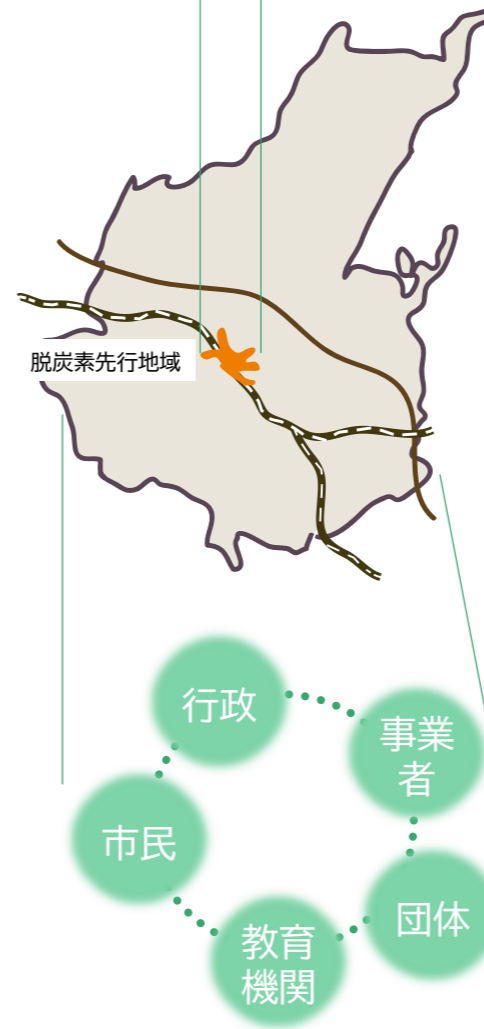 脱炭素先行地域
行政
事業
者
市民
団体
教育
機関